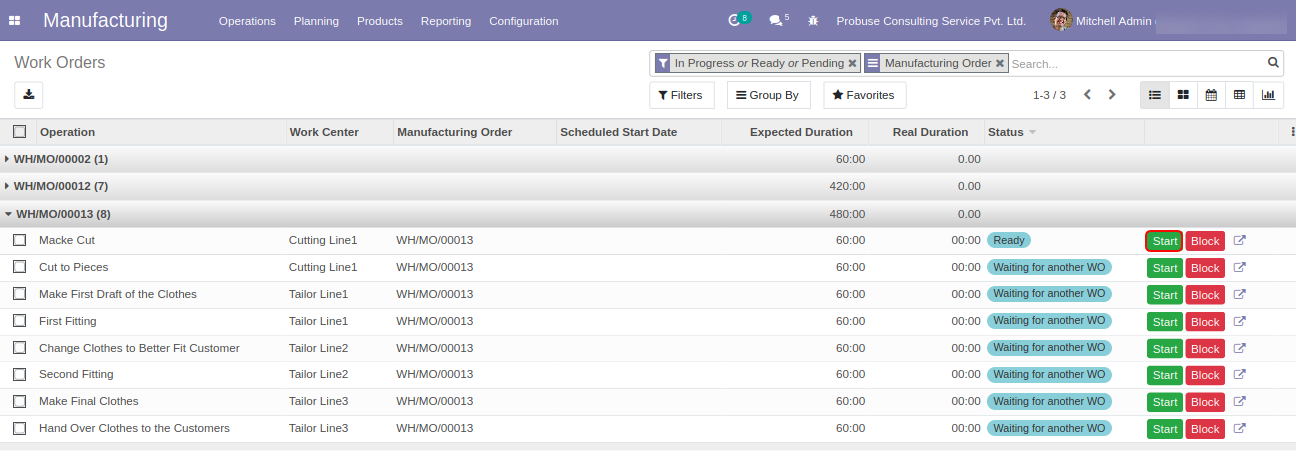 Manufacturing Operations Planning Products Reporting Configuration 8 5 Probuse Consulting Service Pvt. Ltd. Mitchell Admin
Work Orders In Progress or Ready or Pending Manufacturing Order Search...
Filters Group By Favorites 1-3 / 3
Operation Work Center Manufacturing Order Scheduled Start Date Expected Duration Real Duration Status
WH/MO/00002 (1) 60:00 0.00
WH/MO/00012 (7) 420:00 0.00
WH/MO/00013 (8) 480:00 0.00
Macke Cut Cutting Line1 WH/MO/00013 60:00 00:00 Ready Start Block
Cut to Pieces Cutting Line1 WH/MO/00013 60:00 00:00 Waiting for another WO Start Block
Make First Draft of the Clothes Tailor Line1 WH/MO/00013 60:00 00:00 Waiting for another WO Start Block
First Fitting Tailor Line1 WH/MO/00013 60:00 00:00 Waiting for another WO Start Block
Change Clothes to Better Fit Customer Tailor Line2 WH/MO/00013 60:00 00:00 Waiting for another WO Start Block
Second Fitting Tailor Line2 WH/MO/00013 60:00 00:00 Waiting for another WO Start Block
Make Final Clothes Tailor Line3 WH/MO/00013 60:00 00:00 Waiting for another WO Start Block
Hand Over Clothes to the Customers Tailor Line3 WH/MO/00013 60:00 00:00 Waiting for another WO Start Block